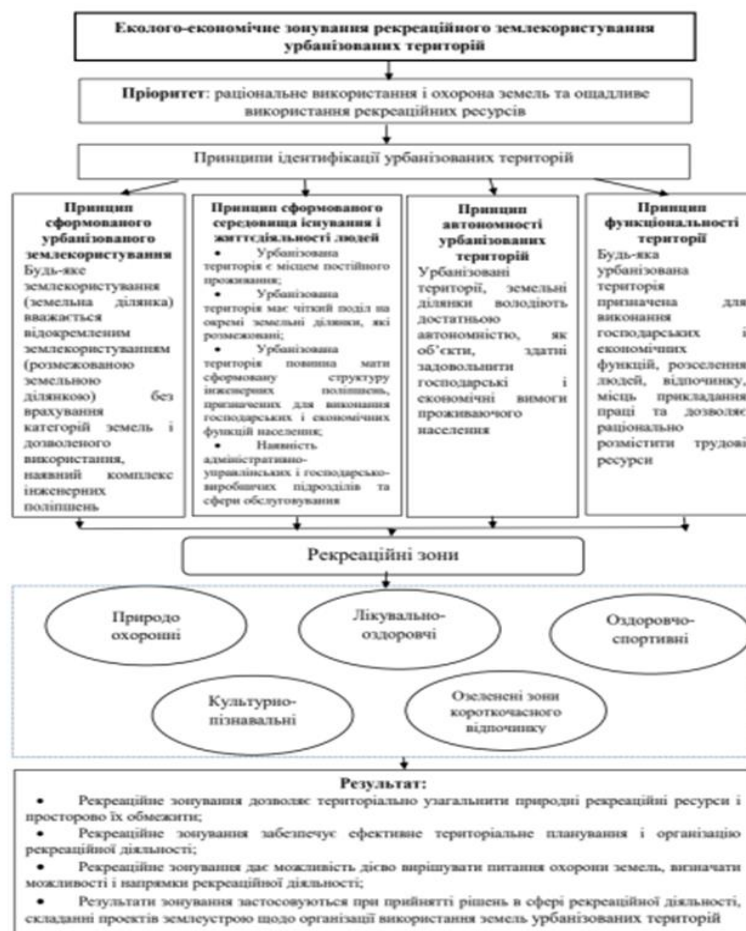 Еколого-економічне зонування рекреаційного землекористування
урбанізованих територій
Пріоритет: раціональне використання і охорона земель та ощадливе
використання рекреаційних ресурсів
Принципи ідентифікації урбанізованих територій
Принцип
сформованого
урбанізованого
землекористування
Будь-яке
землекористування
(земельна ділянка)
вважається
відокремленим
землекористуванням
(розмежованою
земельною
ділянкою) без
врахування
категорій земель і
дозволеного
використання,
наявний комплекс
інженерних
поліпшень
Принцип сформованого
середовища існування і
життєдіяльності людей
• Урбанізована
територія є місцем постійного
проживання;
• Урбанізована
територія має чіткий поділ на
окремі земельні ділянки, які
розмежовані;
• Урбанізована
територія повинна мати
сформовану структуру
інженерних поліпшень,
призначених для виконання
господарських і економічних
функцій населення;
• Наявність
адміністративно-
управлінських і господарсько-
виробничих підрозділів та
сфери обслуговування
Принцип
автономності
урбанізованих
територій
Урбанізовані
території, земельні
ділянки володіють
достатньою
автономністю, як
об’єкти, здатні
задовольнити
господарські і
економічні вимоги
проживаючого
населення
Принцип
функціональності
території
Будь-яка
урбанізована
територія
призначена для
виконання
господарських і
економічних
функцій, розселення
людей, відпочинку,
місць прикладання
праці та дозволяє
раціонально
розмістити трудові
ресурси
Рекреаційні зони
Природо
охоронні
Лікувально-
оздоровчі
Оздоровчо-
спортивні
Культурно-
пізнавальні
Озеленені зони
короткочасного
відпочинку
Результат:
• Рекреаційне зонування дозволяє територіально узагальнити природні рекреаційні ресурси і
просторово їх обмежити;
• Рекреаційне зонування забезпечує ефективне територіальне планування і організацію
рекреаційної діяльності;
• Рекреаційне зонування дає можливість дієво вирішувати питання охорони земель, визначати
можливості і напрямки рекреаційної діяльності;
• Результати зонування застосовуються при прийнятті рішень в сфері рекреаційної діяльності,
складанні проектів землеустрою щодо організації використання земель урбанізованих територій